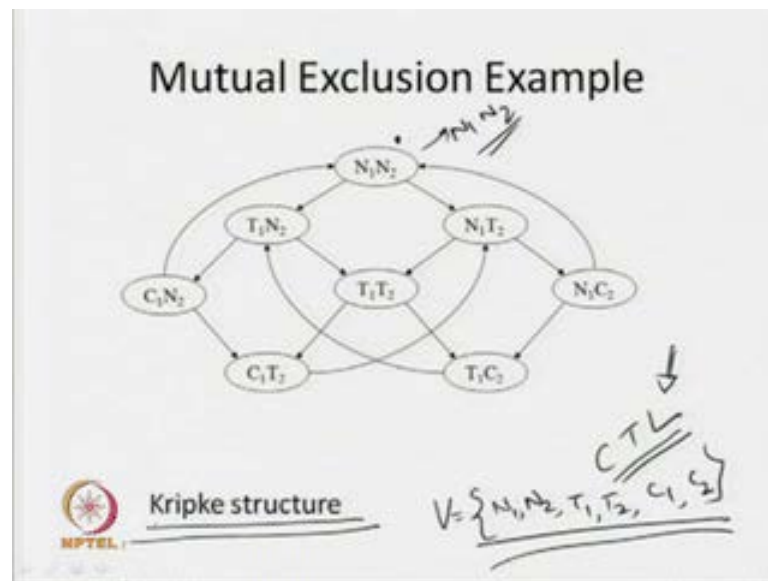 Mutual Exclusion Example
N₁N₂
N₁N₂
T₁N₂ N₁T₂
C₁N₂ T₁T₂ N₁C₂
C₁T₂ T₁C₂
CTL
Kripke structure
V = {N₁, N₂, T₁, T₂, C₁, C₂}
NPTEL